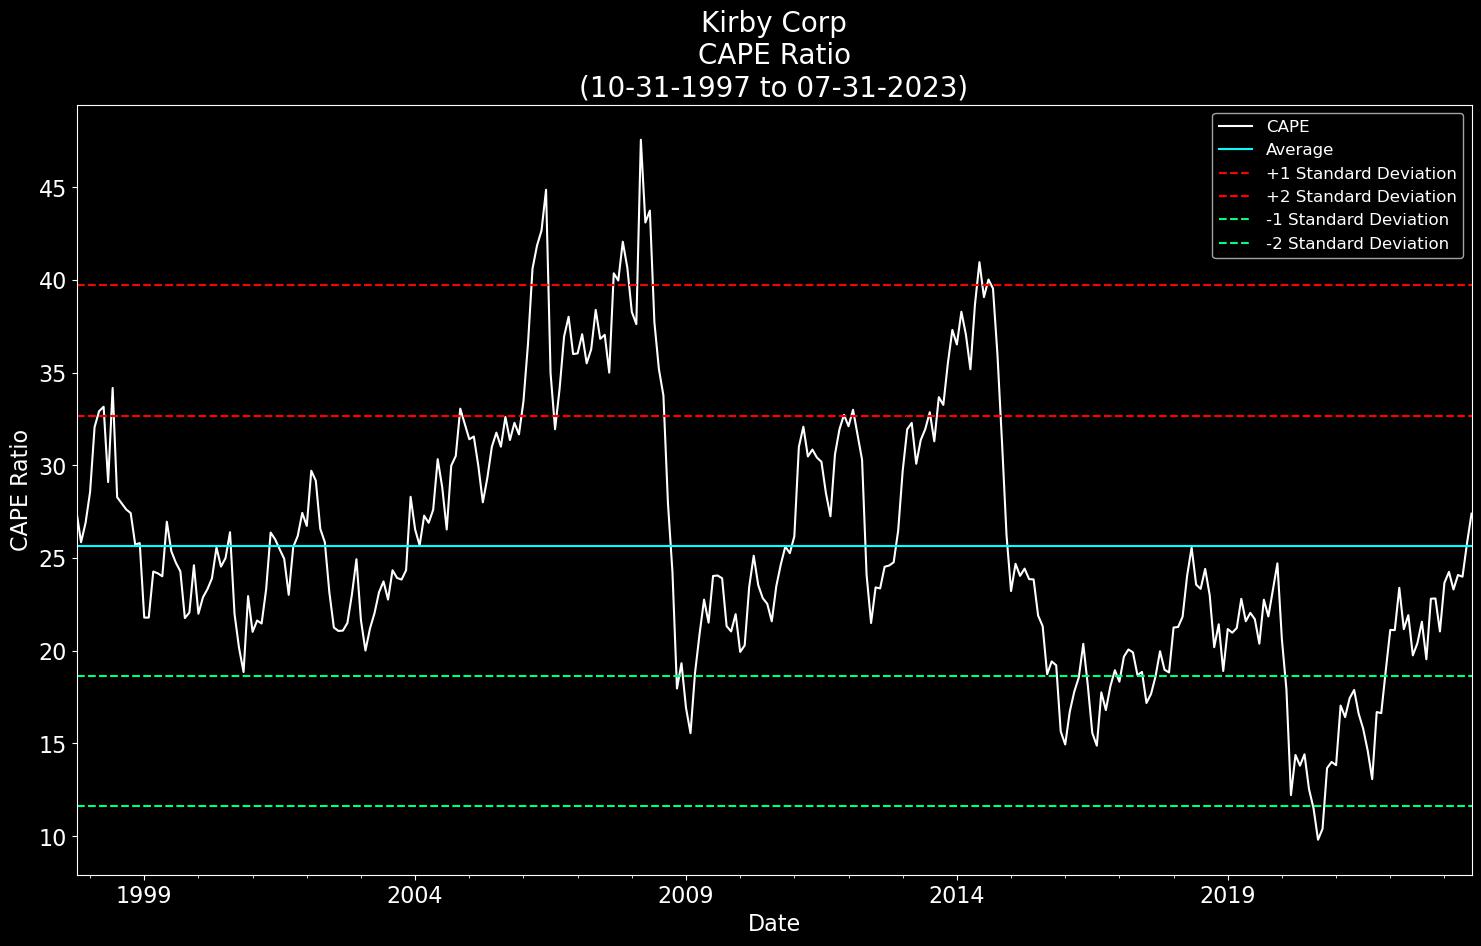 Kirby Corp
CAPE Ratio
(10-31-1997 to 07-31-2023)
CAPE
Average
+1 Standard Deviation
+2 Standard Deviation
-1 Standard Deviation
-2 Standard Deviation
CAPE Ratio
45
40
35
30
25
20
15
10
1999
2004
2009
2014
2019
Date